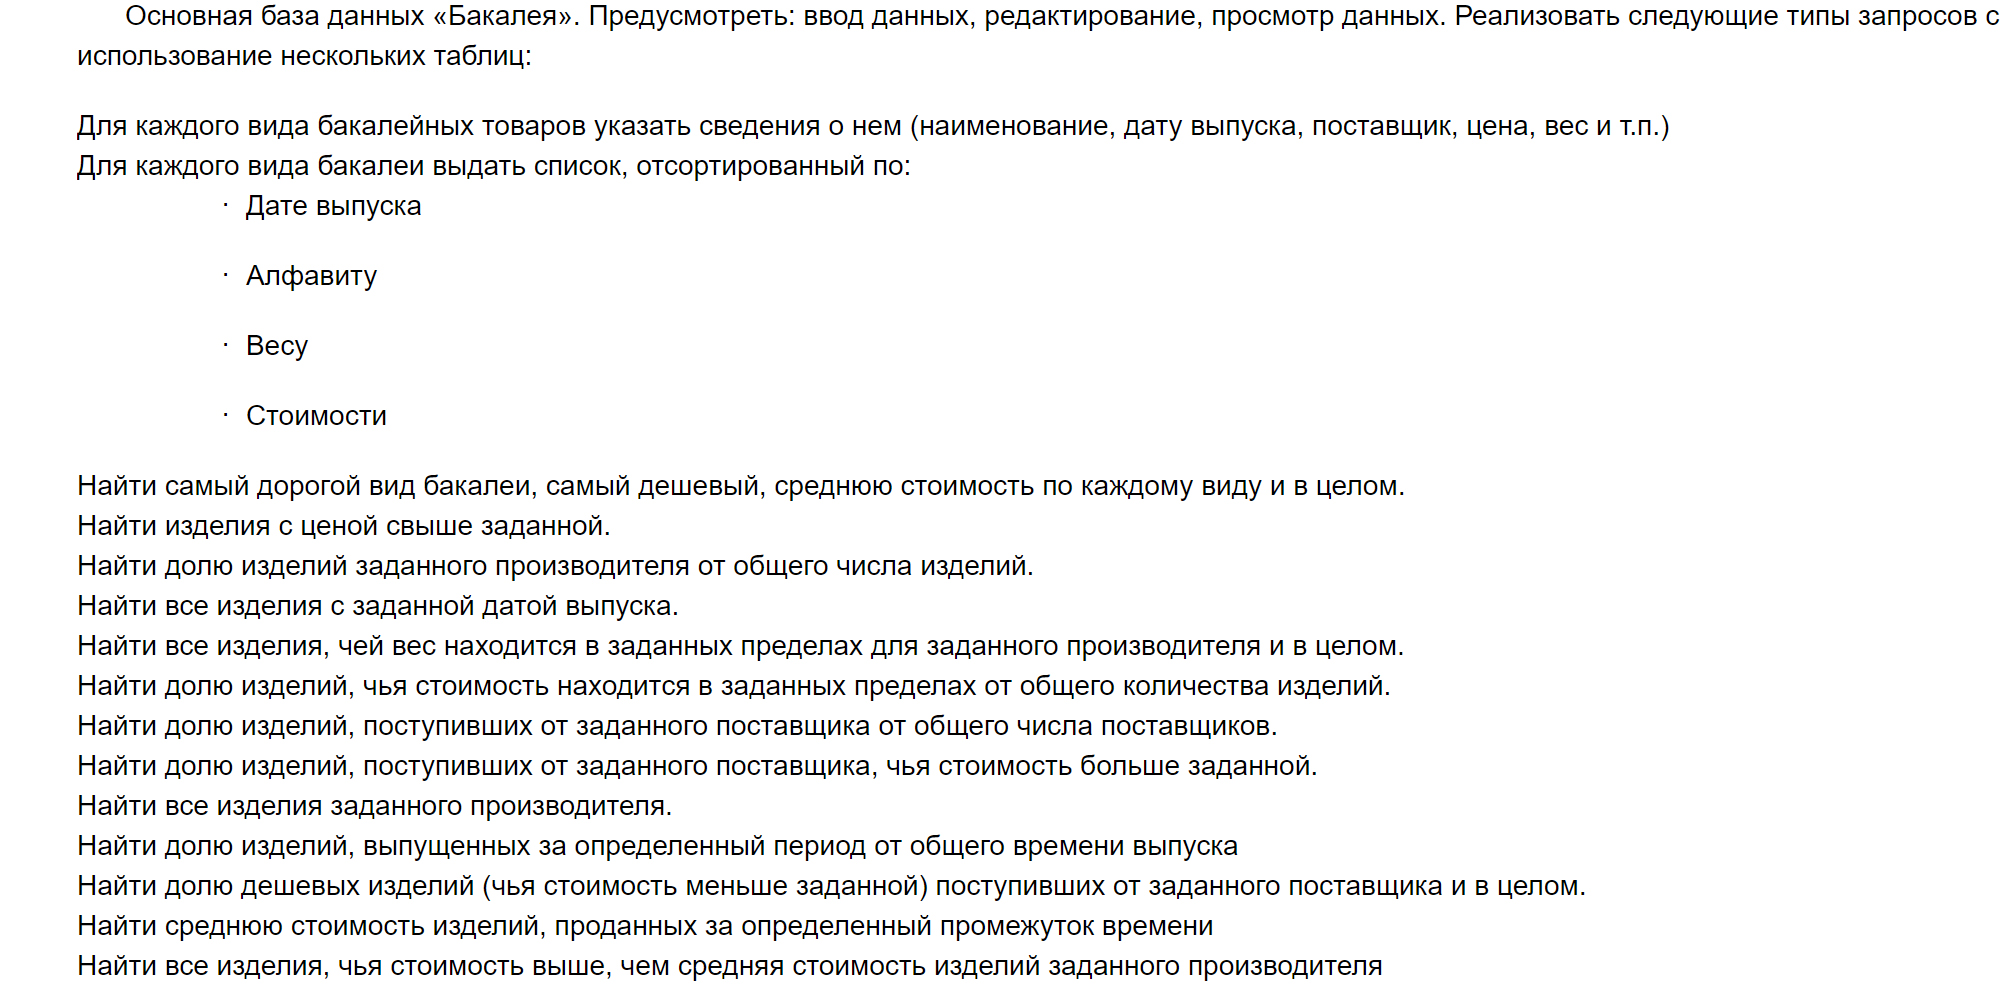 Основная база данных «Бакалея». Предусмотреть: ввод данных, редактирование, просмотр данных. Реализовать следующие типы запросов с
использование нескольких таблиц:
Для каждого вида бакалейных товаров указать сведения о нем (наименование, дату выпуска, поставщик, цена, вес и т.п.)
Для каждого вида бакалеи выдать список, отсортированный по:
· Дате выпуска
· Алфавиту
· Весу
· Стоимости
Найти самый дорогой вид бакалеи, самый дешевый, среднюю стоимость по каждому виду и в целом.
Найти изделия с ценой свыше заданной.
Найти долю изделий заданного производителя от общего числа изделий.
Найти все изделия с заданной датой выпуска.
Найти все изделия, чей вес находится в заданных пределах для заданного производителя и в целом.
Найти долю изделий, чья стоимость находится в заданных пределах от общего количества изделий.
Найти долю изделий, поступивших от заданного поставщика от общего числа поставщиков.
Найти долю изделий, поступивших от заданного поставщика, чья стоимость больше заданной.
Найти все изделия заданного производителя.
Найти долю изделий, выпущенных за определенный период от общего времени выпуска
Найти долю дешевых изделий (чья стоимость меньше заданной) поступивших от заданного поставщика и в целом.
Найти среднюю стоимость изделий, проданных за определенный промежуток времени
Найти все изделия, чья стоимость выше, чем средняя стоимость изделий заданного производителя